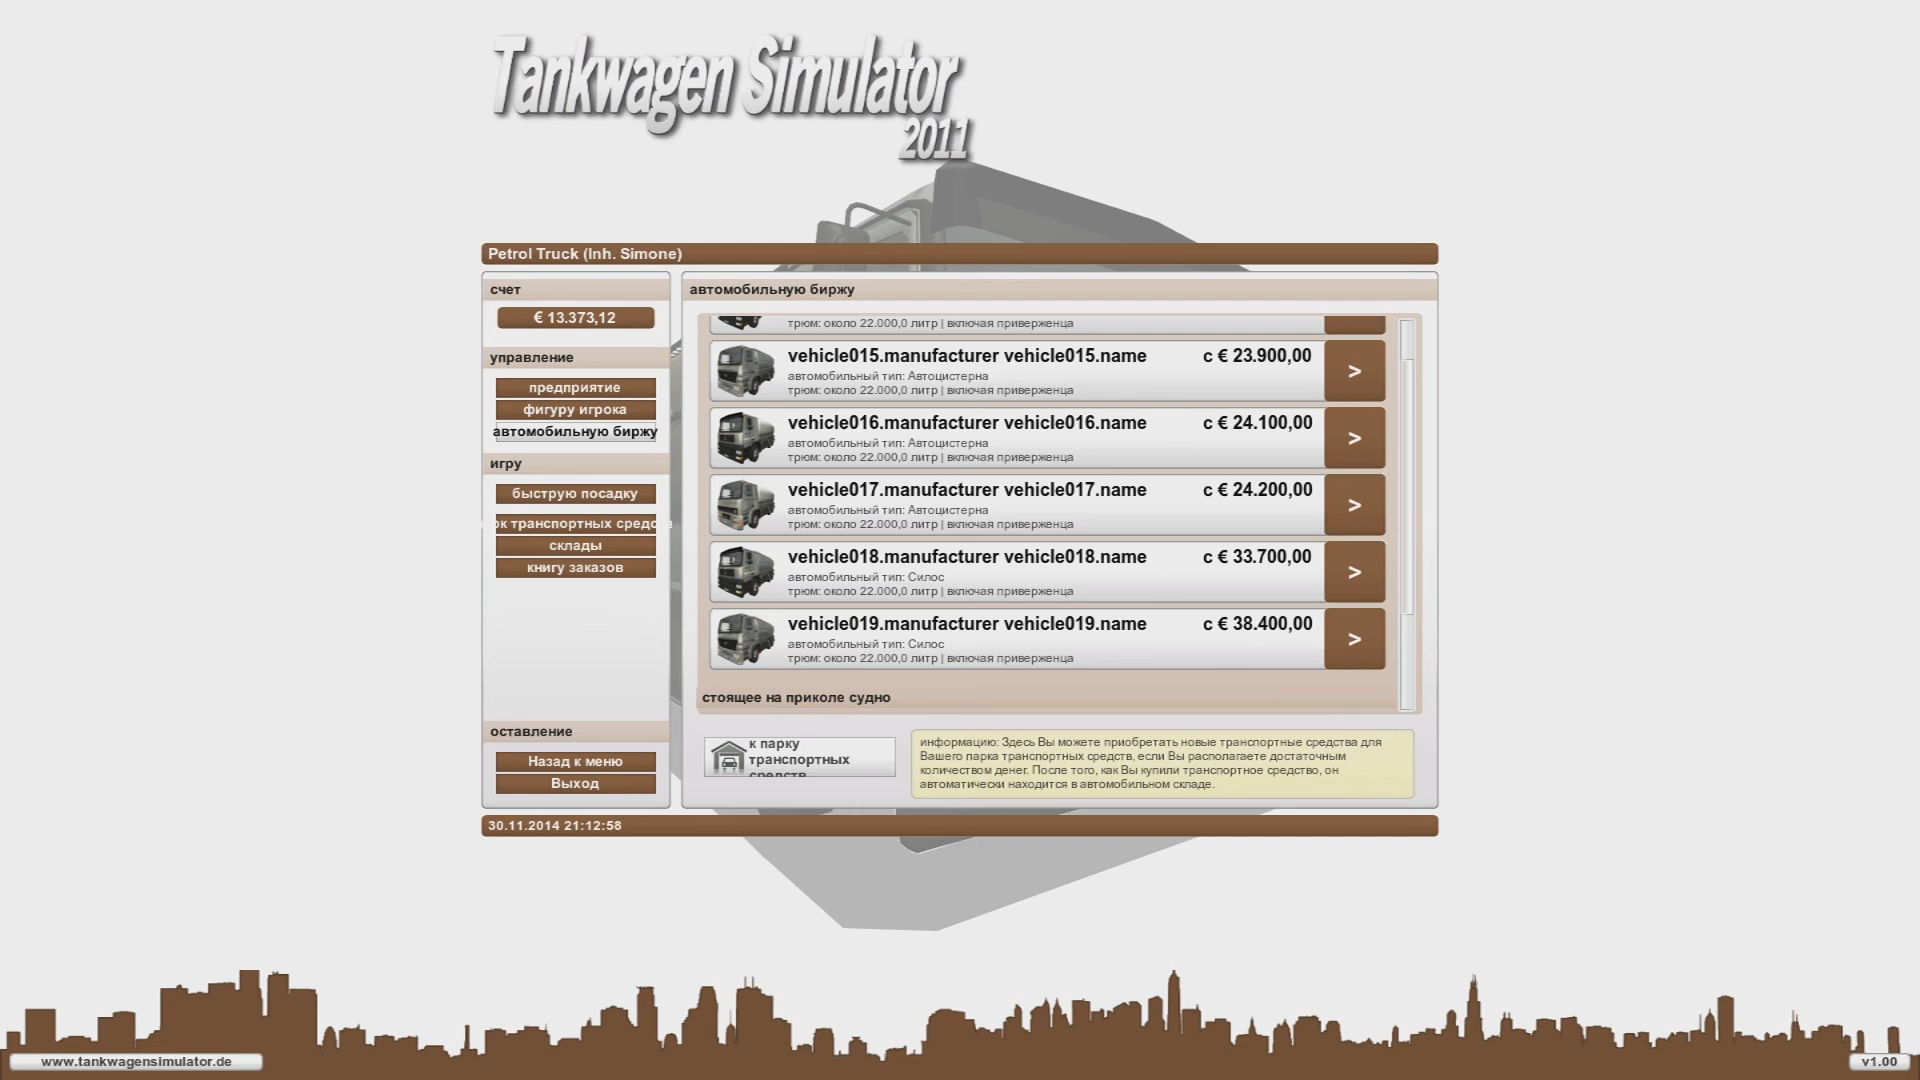 Tankwagen Simulator
2011
Petrol Truck (Inh. Simone)
счет
€ 13.373,12
управление
предприятие
фигуру игрока
автомобильную биржу
игру
быструю посадку
транспортных
склады
книгу заказов
оставление
Назад к меню
Выход
автомобильную биржу
трюм: около 22.000,0 литр | включая приверженца
vehicle015.manufacturer vehicle015.name с € 23.900,00
автомобильный тип: Автоцистерна
трюм: около 22.000,0 литр | включая приверженца
>
vehicle016.manufacturer vehicle016.name с € 24.100,00
автомобильный тип: Автоцистерна
трюм: около 22.000,0 литр | включая приверженца
>
vehicle017.manufacturer vehicle017.name с € 24.200,00
автомобильный тип: Автоцистерна
трюм: около 22.000,0 литр | включая приверженца
>
vehicle018.manufacturer vehicle018.name с € 33.700,00
автомобильный тип: Силос
трюм: около 22.000,0 литр | включая приверженца
>
vehicle019.manufacturer vehicle019.name с € 38.400,00
автомобильный тип: Силос
трюм: около 22.000,0 литр | включая приверженца
>
стоящее на приколе судно
к парку
транспортных
средств
информацию: Здесь Вы можете приобретать новые транспортные средства для
Вашего парка транспортных средств, если Вы располагаете достаточным
количеством денег. После того, как Вы купили транспортное средство, он
автоматически находится в автомобильном складе.
30.11.2014 21:12:58
www.tankwagensimulator.de
v1.00